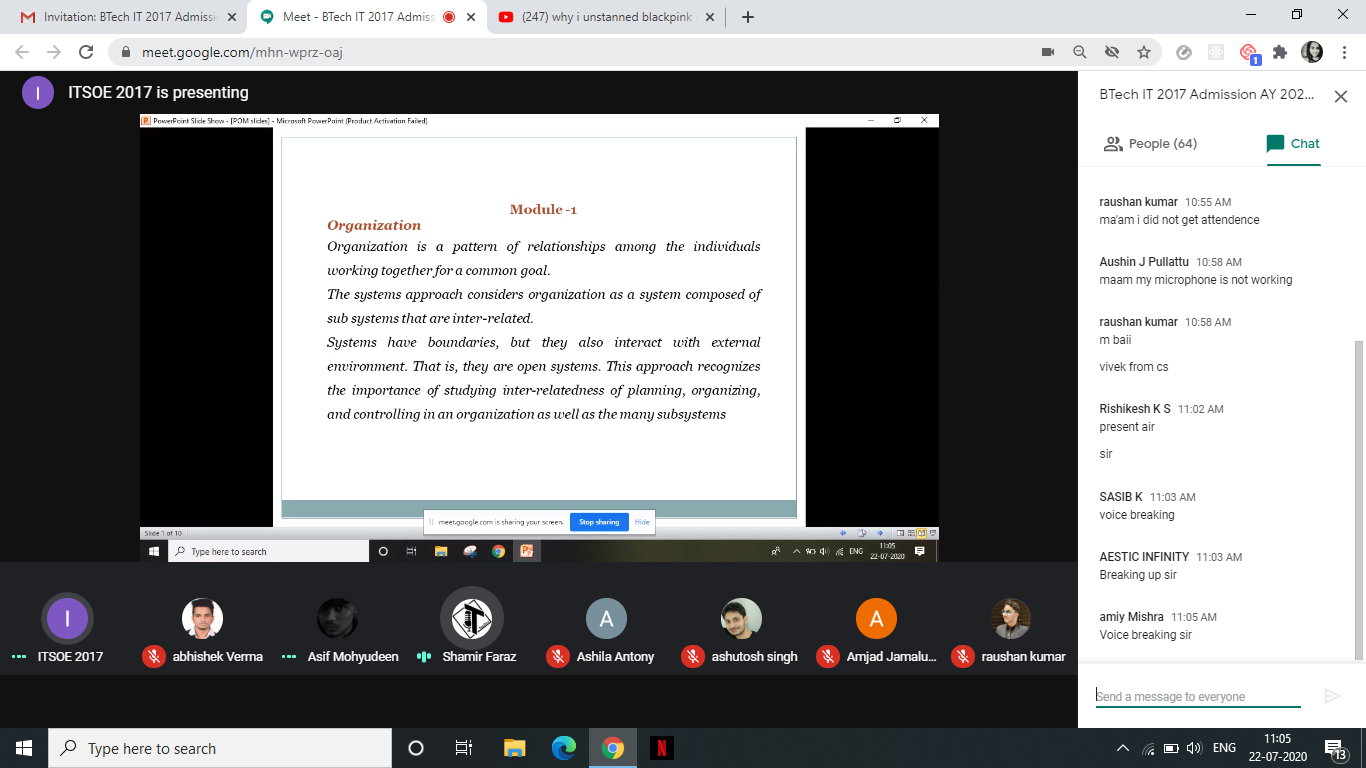 Invitation: BTech IT 2017 Admissi
Meet - BTech IT 2017 Admiss
(247) why i unstanned blackpink
meet.google.com/mhn-wprz-oaj
1
I
ITSOE 2017 is presenting
PowerPoint Slide Show - [POM slides] - Microsoft PowerPoint (Product Activation Failed)
Module -1
Organization
Organization is a pattern of relationships among the individuals
working together for a common goal.
The systems approach considers organization as a system composed of
sub systems that are inter-related.
Systems have boundaries, but they also interact with external
environment. That is, they are open systems. This approach recognizes
the importance of studying inter-relatedness of planning, organizing,
and controlling in an organization as well as the many subsystems
meet.google.com is sharing your screen.
Stop sharing
Hide
Slide 1 of 10
Type here to search
ENG
11:05
22-07-2020
I
A
A
ITSOE 2017
abhishek Verma
Asif Mohyudeen
Shamir Faraz
Ashila Antony
ashutosh singh
Amjad Jamalu...
raushan kumar
BTech IT 2017 Admission AY 202...
People (64)
Chat
raushan kumar 10:55 AM
ma'am i did not get attendence
Aushin J Pullattu 10:58 AM
maam my microphone is not working
raushan kumar 10:58 AM
m baii
vivek from cs
Rishikesh K S 11:02 AM
present air
sir
SASIB K 11:03 AM
voice breaking
AESTIC INFINITY 11:03 AM
Breaking up sir
amiy Mishra 11:05 AM
Voice breaking sir
Send a message to everyone
Type here to search
N
ENG
11:05
22-07-2020
13